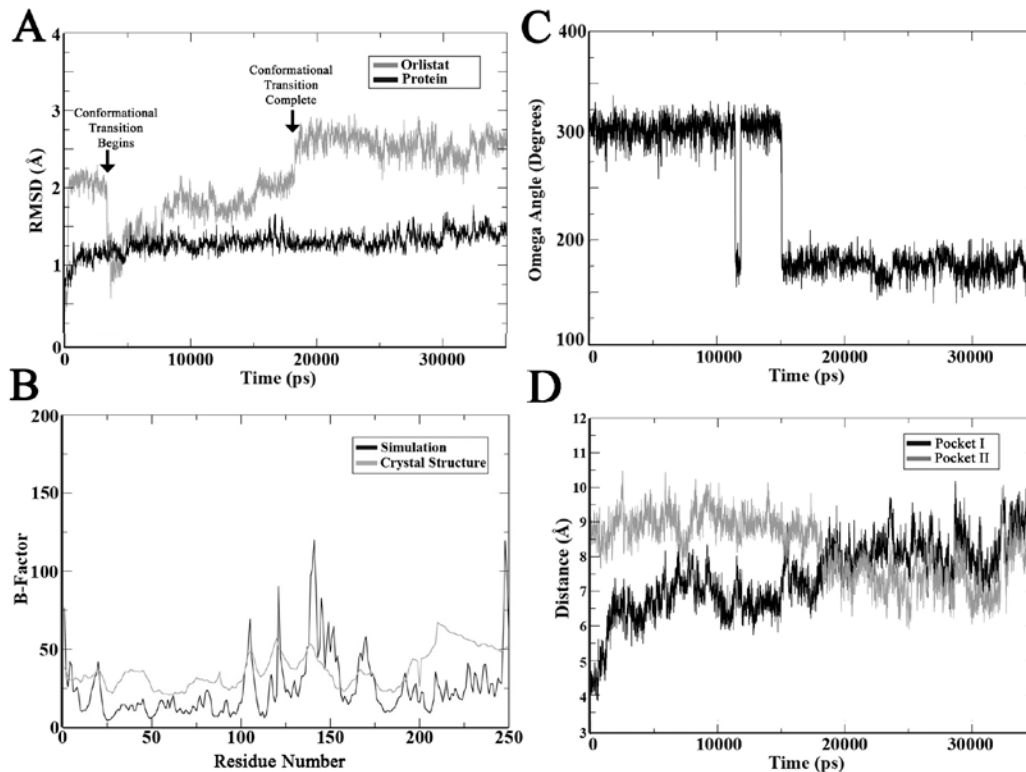 A
4
3
2
1
0
RMSD (Å)
Conformational
Transition
Begins
Conformational
Transition
Complete
Orlistat
Protein
0
10000
20000
30000
Time (ps)
C
400
300
200
100
Omega Angle (Degrees)
0
10000
20000
30000
Time (ps)
B
200
150
100
50
0
B-Factor
Simulation
Crystal Structure
0
50
100
150
200
250
Residue Number
D
12
11
10
9
8
7
6
5
4
3
Distance (Å)
Pocket I
Pocket II
0
10000
20000
30000
Time (ps)